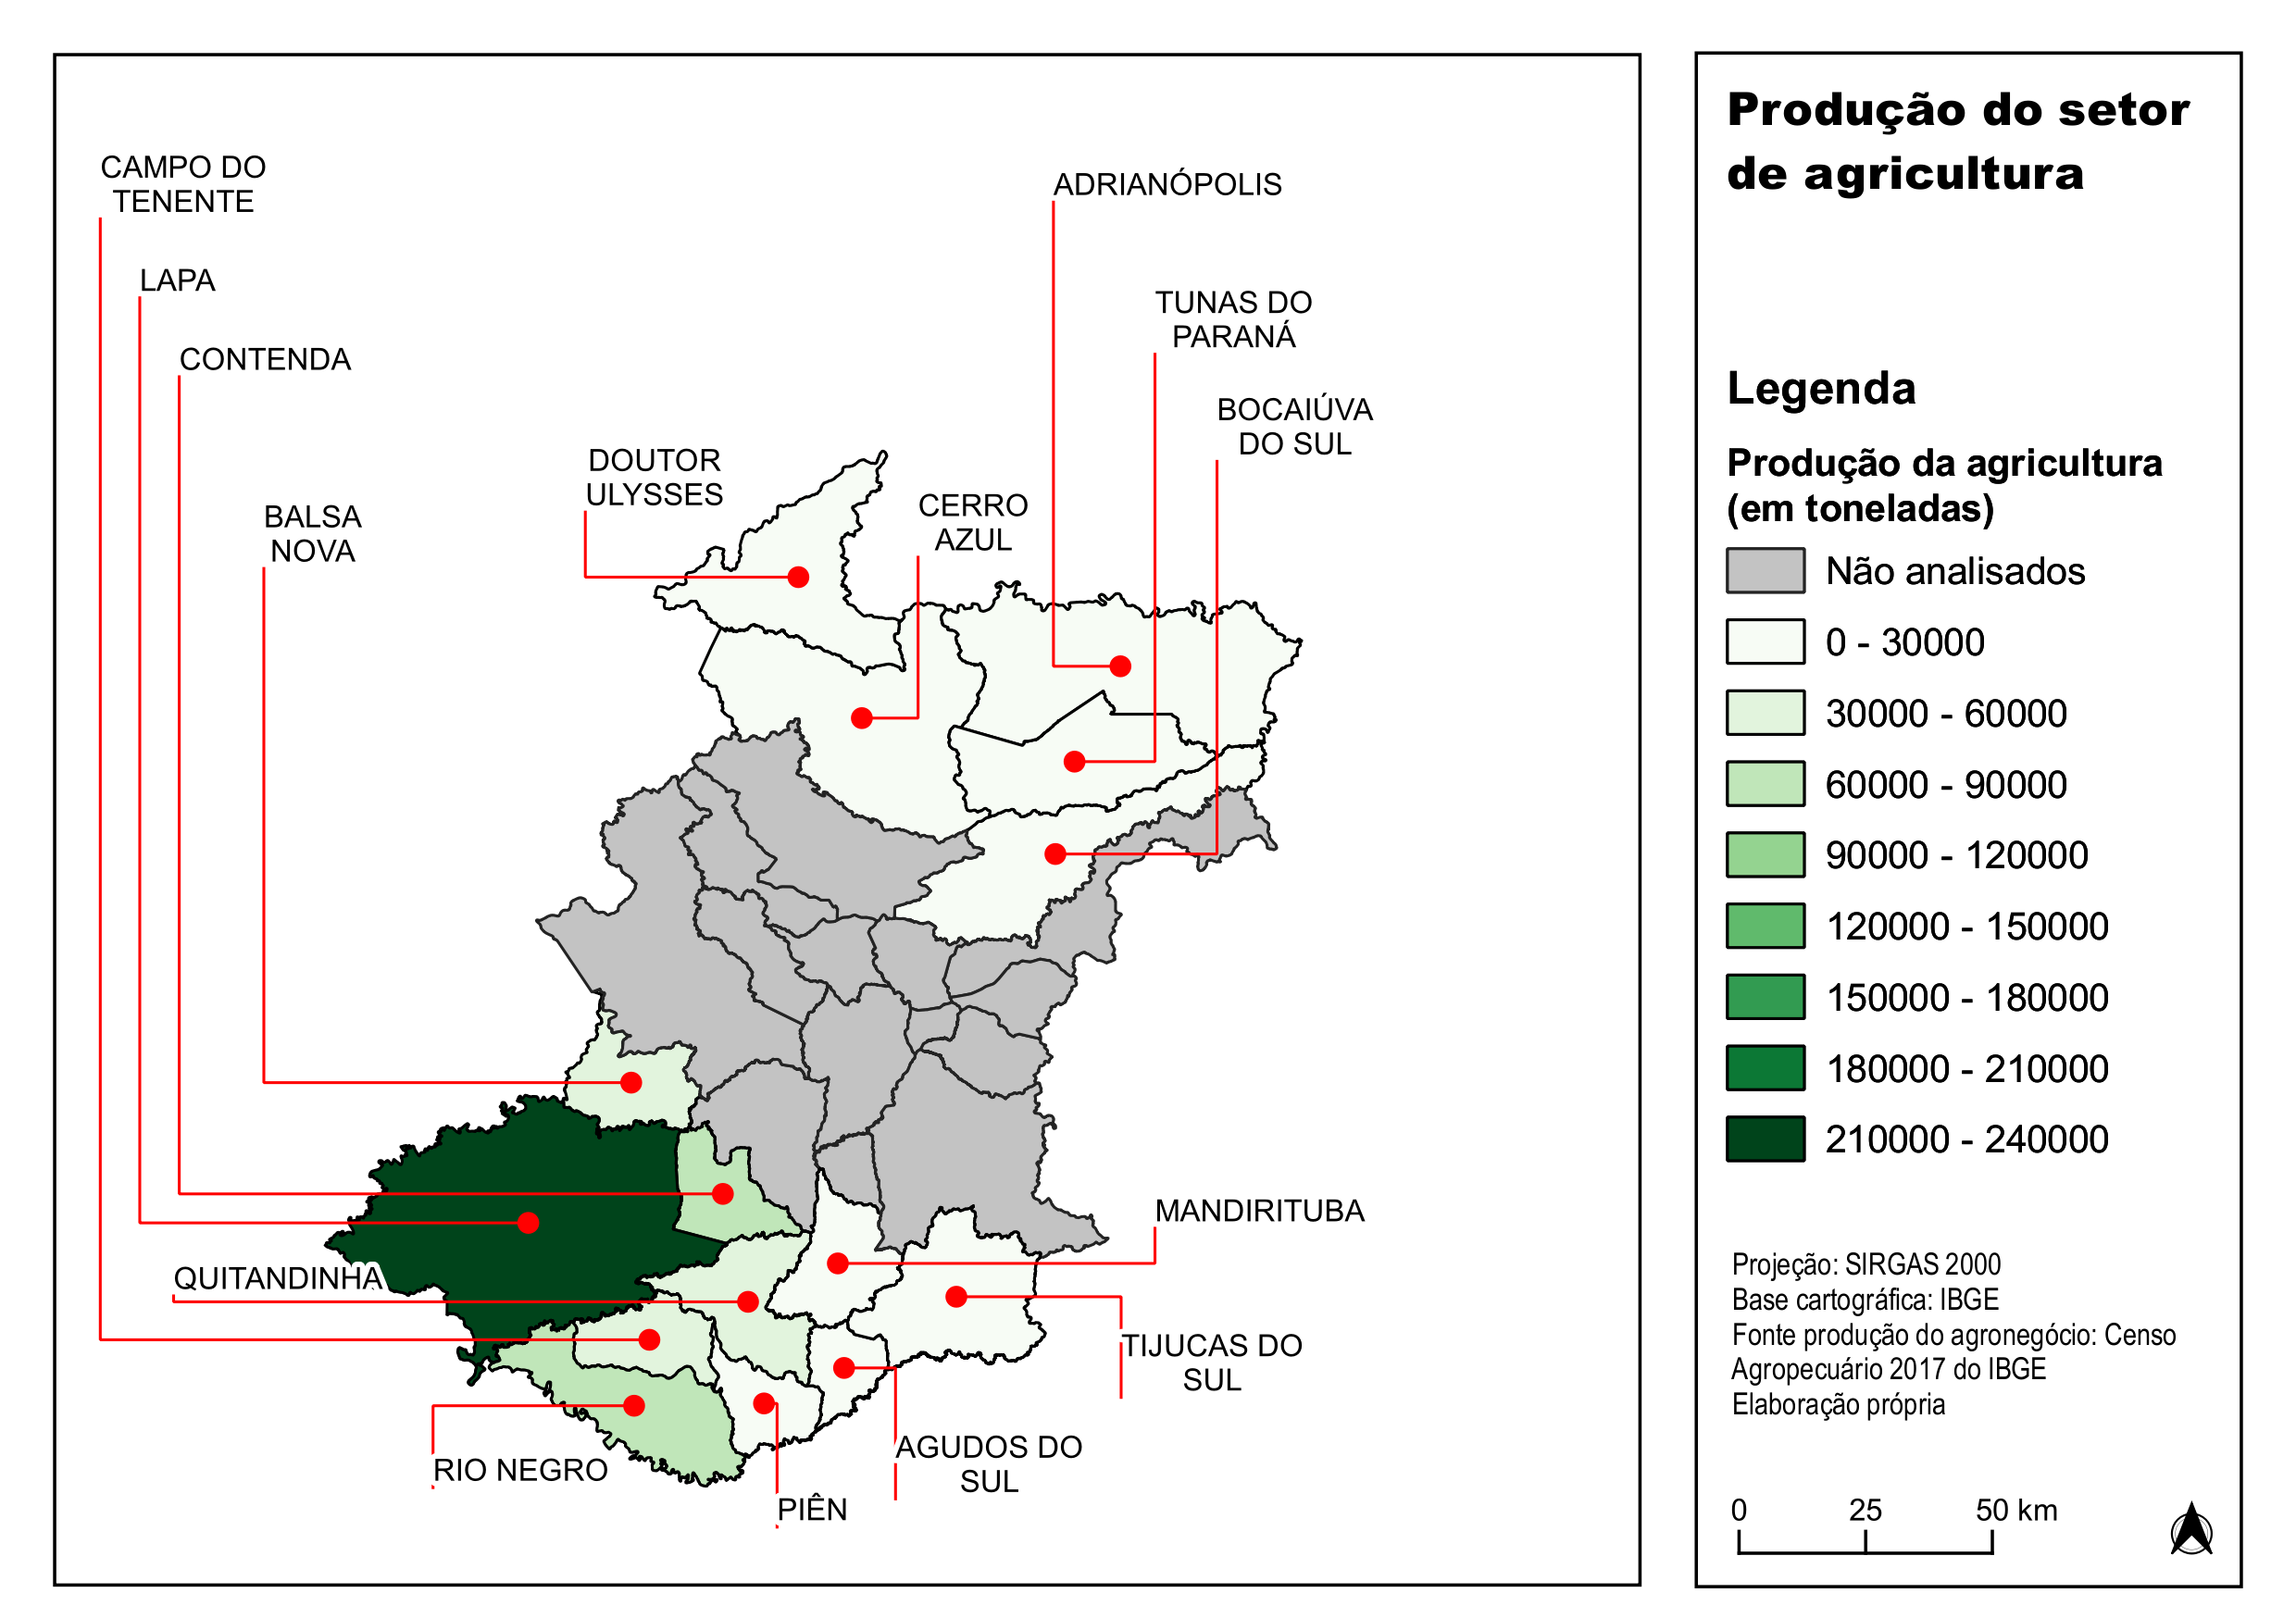 CAMPO DO
TENENTE
LAPA
CONTENDA
BALSA
NOVA
DOUTOR
ULYSSES
CERRO
AZUL
ADRIANÓPOLIS
TUNAS DO
PARANÁ
BOCAIÚVA
DO SUL
MANDIRITUBA
QUITANDINHA
TIJUCAS DO
SUL
RIO NEGRO
AGUDOS DO
SUL
PIÊN
Produção do setor
de agricultura
Legenda
Produção da agricultura
(em toneladas)
Não analisados
0 - 30000
30000 - 60000
60000 - 90000
90000 - 120000
120000 - 150000
150000 - 180000
180000 - 210000
210000 - 240000
Projeção: SIRGAS 2000
Base cartográfica: IBGE
Fonte produção do agronegócio: Censo
Agropecuário 2017 do IBGE
Elaboração própria
0 25 50 km